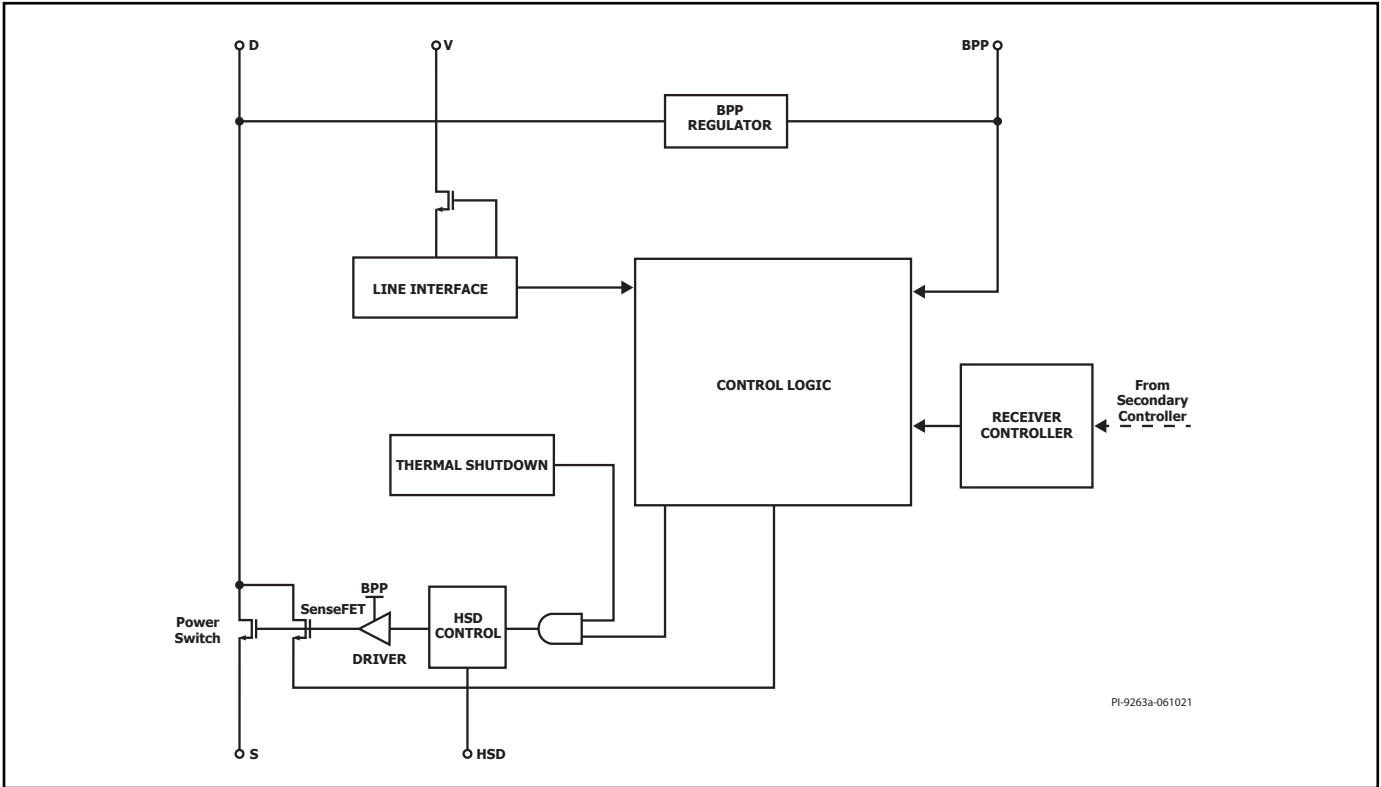 D
V
BPP
BPP
REGULATOR
LINE INTERFACE
CONTROL LOGIC
RECEIVER
CONTROLLER
From
Secondary
Controller
THERMAL SHUTDOWN
Power
Switch
SenseFET
BPP
DRIVER
HSD
CONTROL
S
HSD
PI-9263a-061021